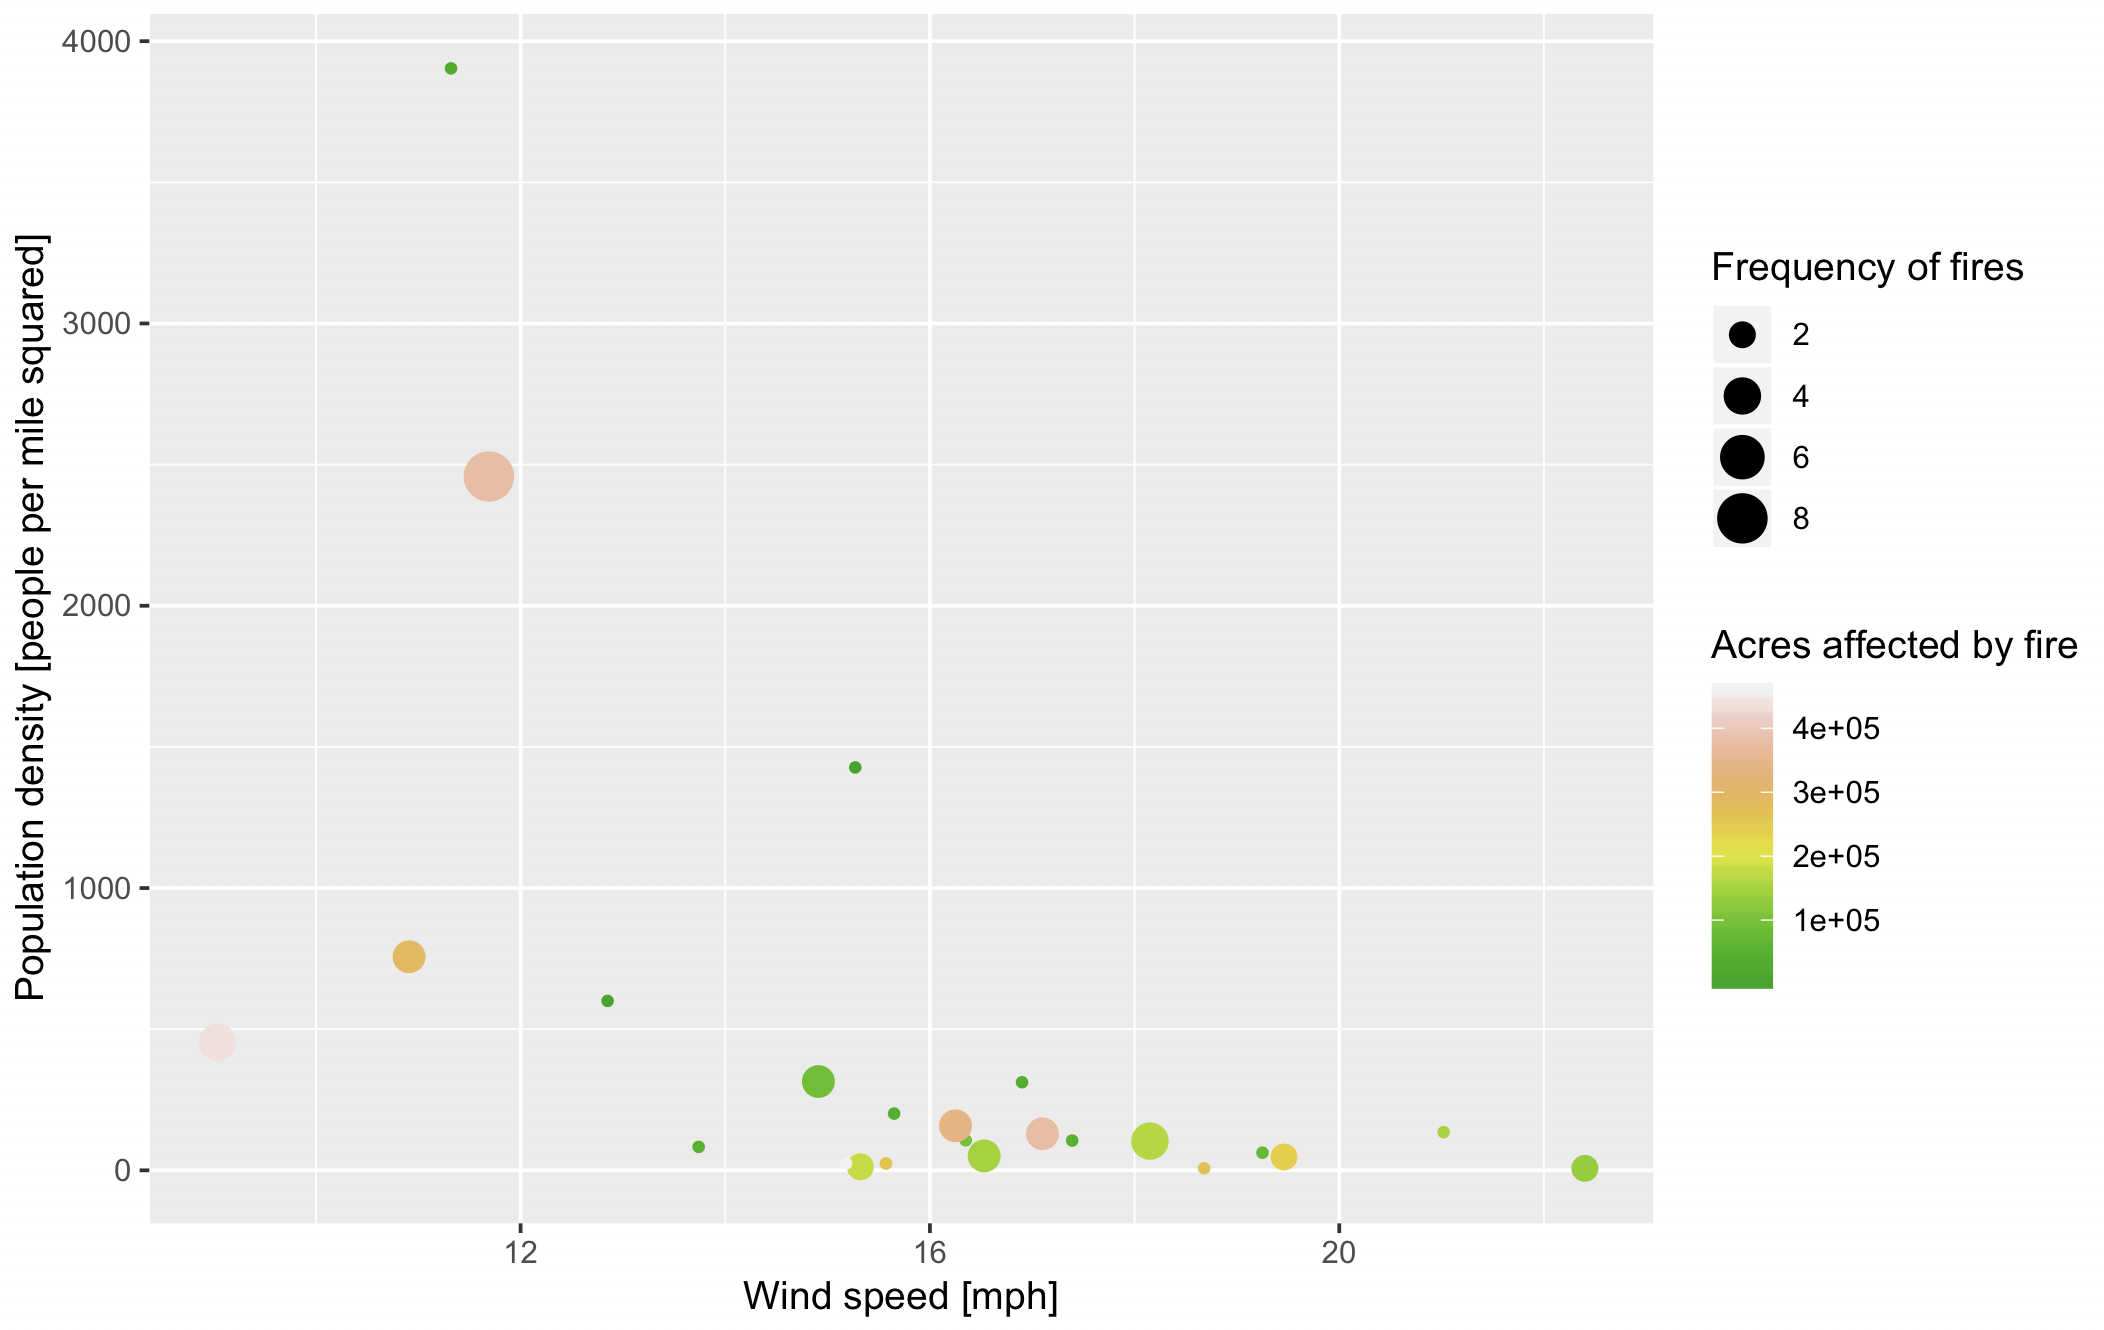 4000
3000
2000
1000
0
Population density [people per mile squared]
12 16 20
Wind speed [mph]
Frequency of fires
2
4
6
8
Acres affected by fire
4e+05
3e+05
2e+05
1e+05